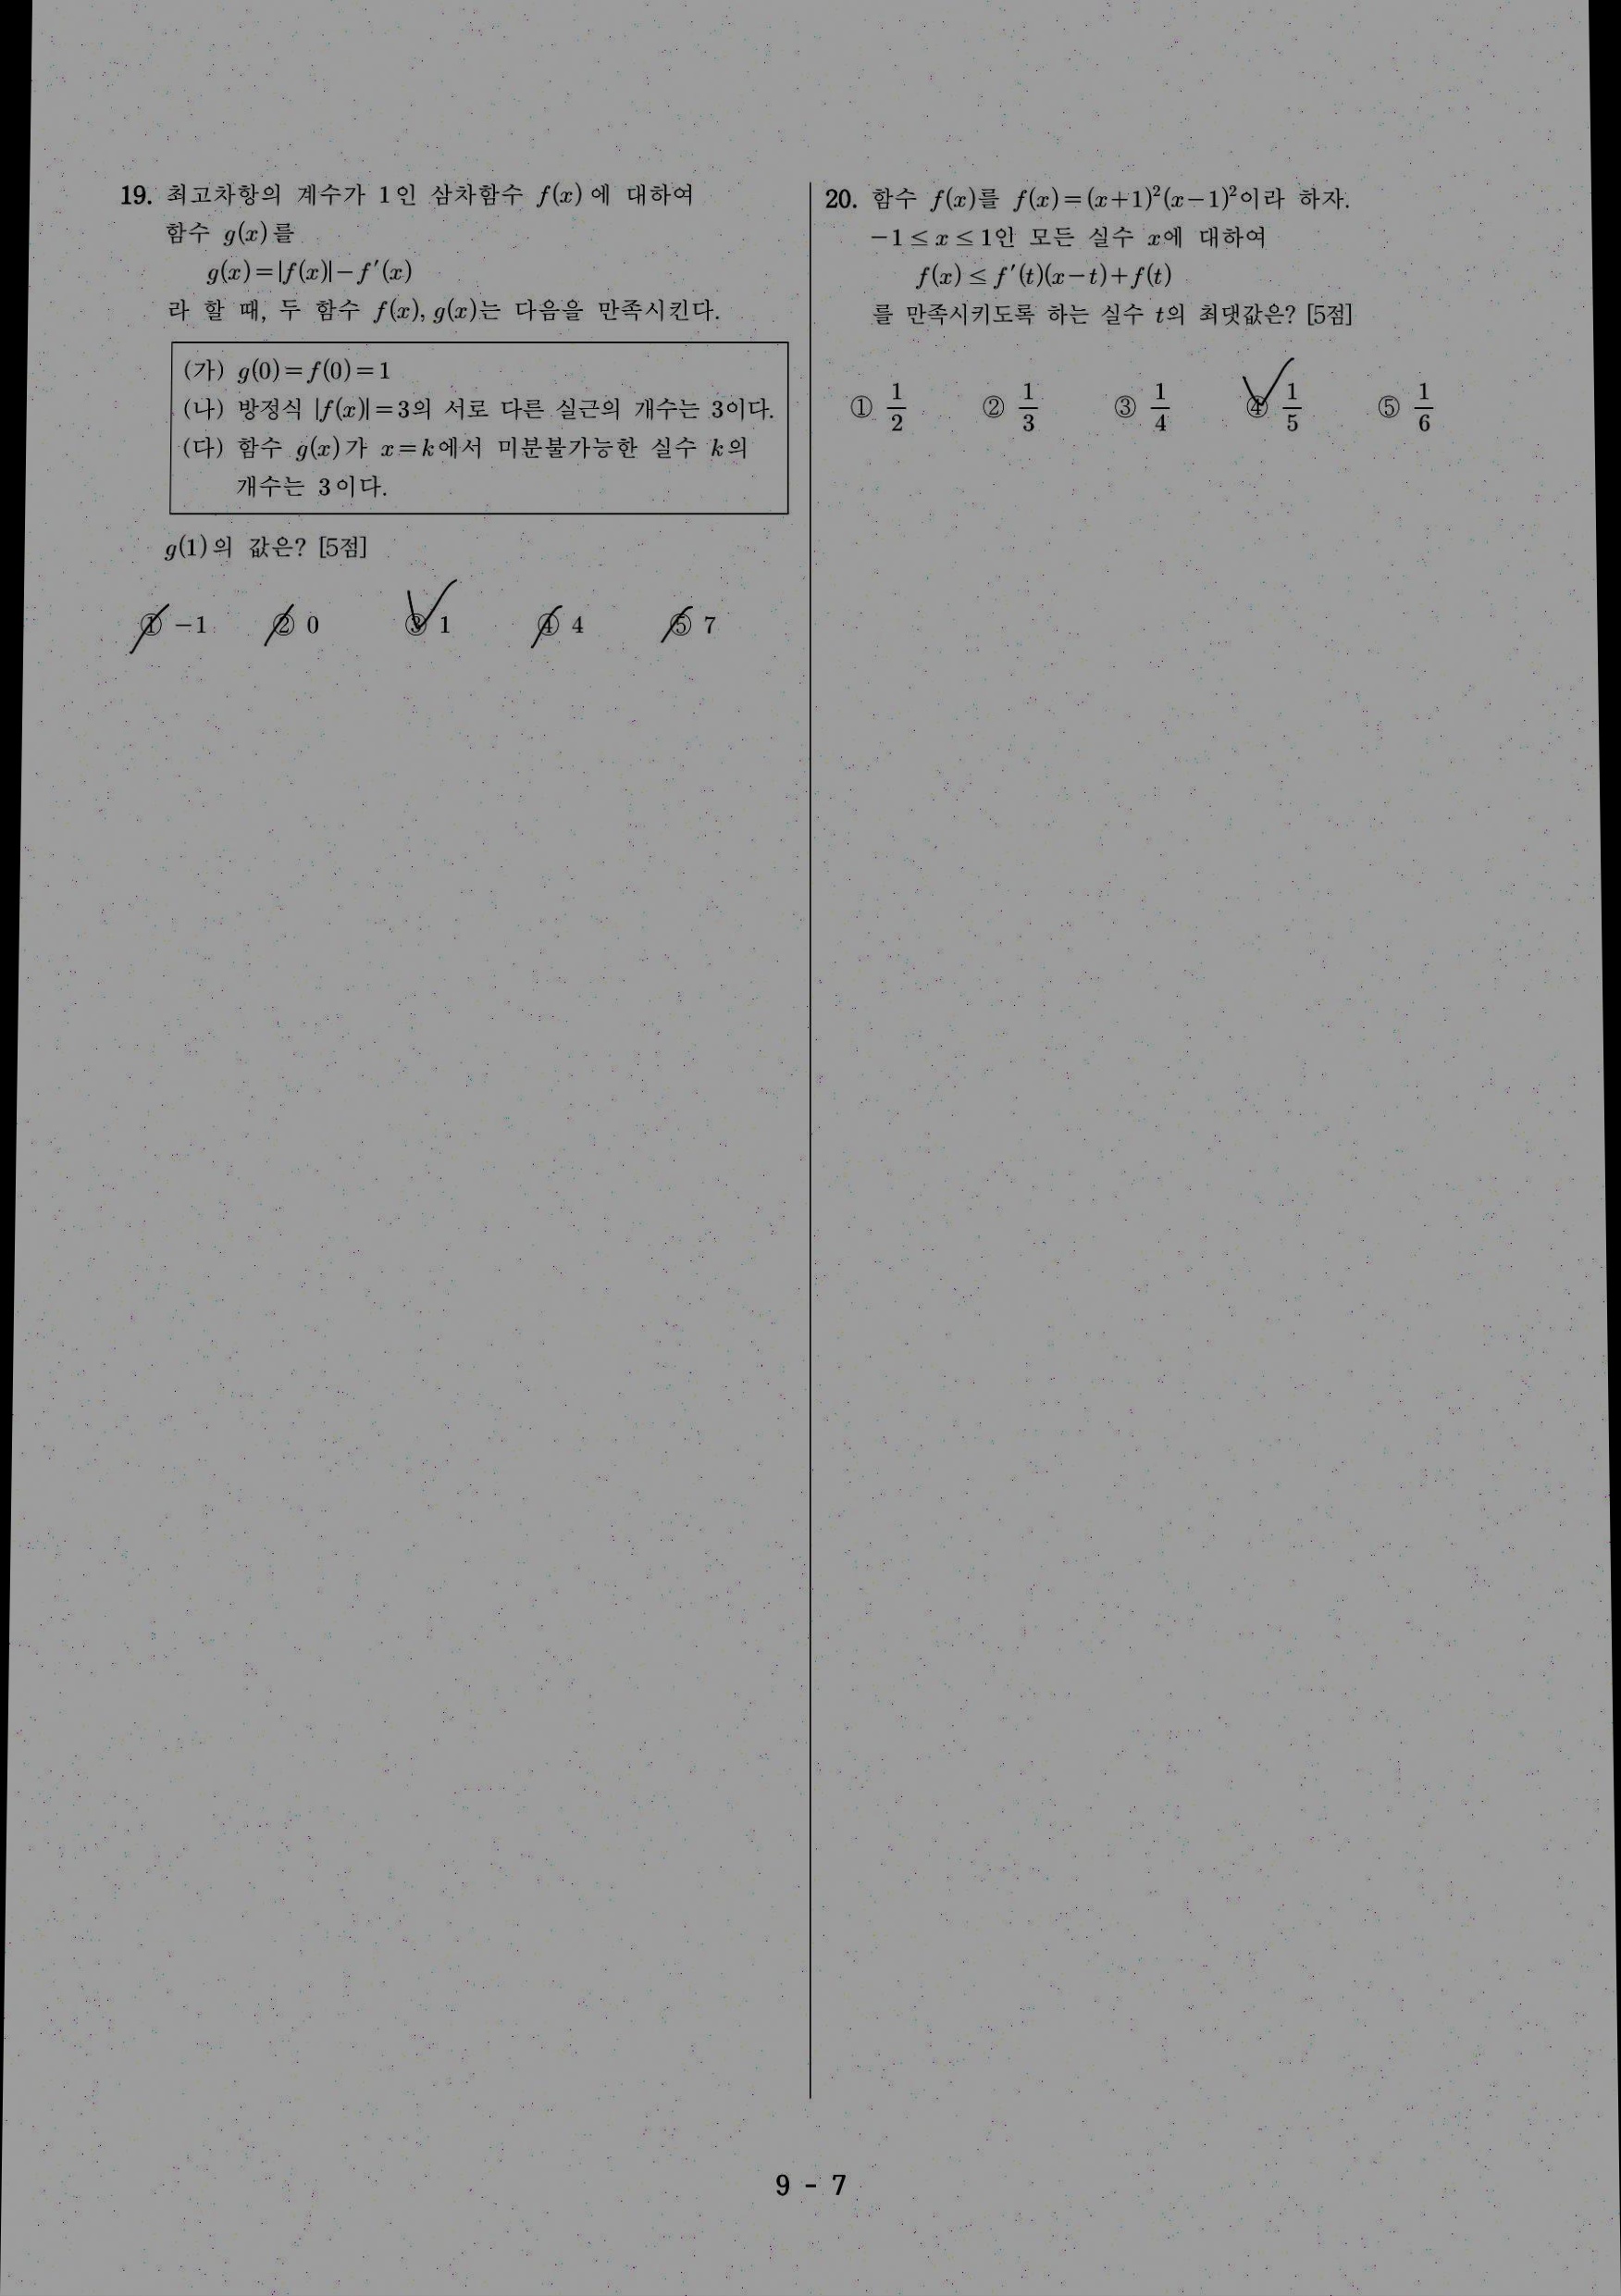 19. 최고차항의 계수가 1인 삼차함수 f(x)에 대하여
함수 g(x)를
g(x)=|f(x)|−f′(x)
라 할 때, 두 함수 f(x), g(x)는 다음을 만족시킨다.
(가) g(0)=f(0)=1
(나) 방정식 |f(x)|=3의 서로 다른 실근의 개수는 3이다.
(다) 함수 g(x)가 x=k에서 미분불가능한 실수 k의
개수는 3이다.
g(1)의 값은? [5점]
① −1 ② 0 ③ 1 ④ 4 ⑤ 7
20. 함수 f(x)를 f(x)=(x+1)²(x−1)²이라 하자.
−1≤x≤1인 모든 실수 x에 대하여
f(x)≤f′(t)(x−t)+f(t)
를 만족시키도록 하는 실수 t의 최댓값은? [5점]
① 1/2 ② 1/3 ③ 1/4 ④ 1/5 ⑤ 1/6
9 - 7